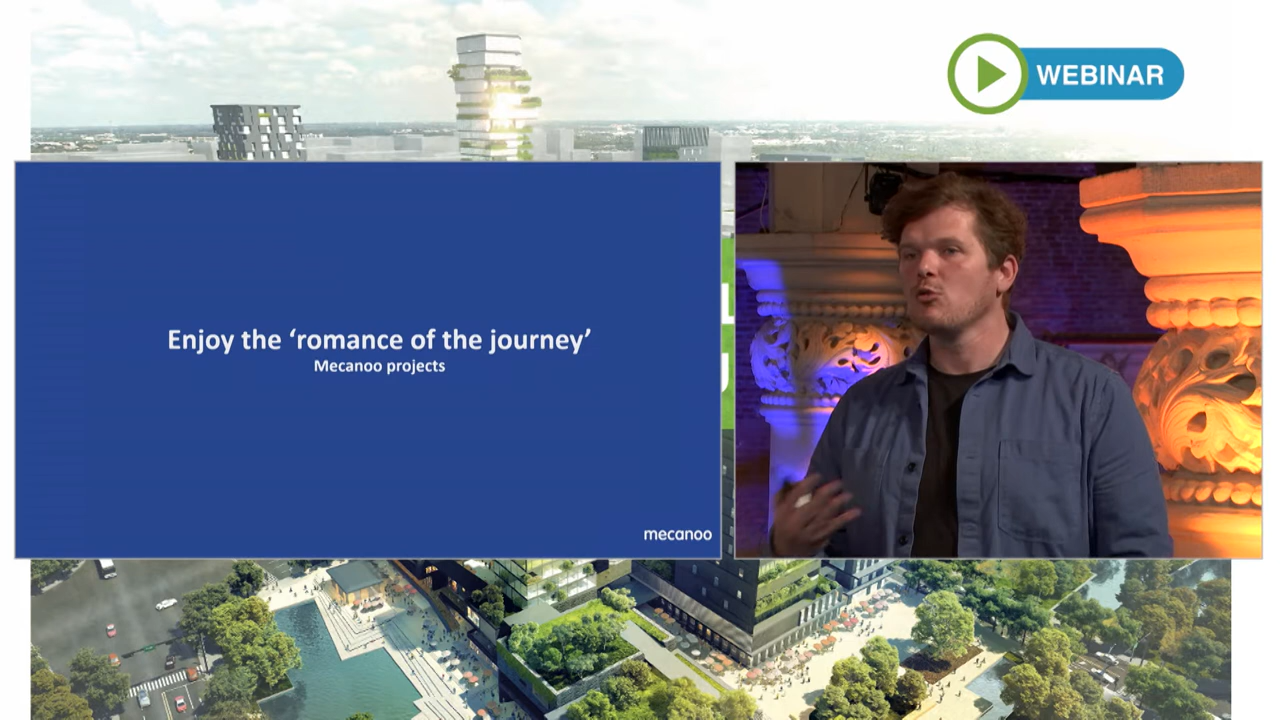 WEBINAR
Enjoy the ‘romance of the journey’
Mecanoo projects
mecanoo